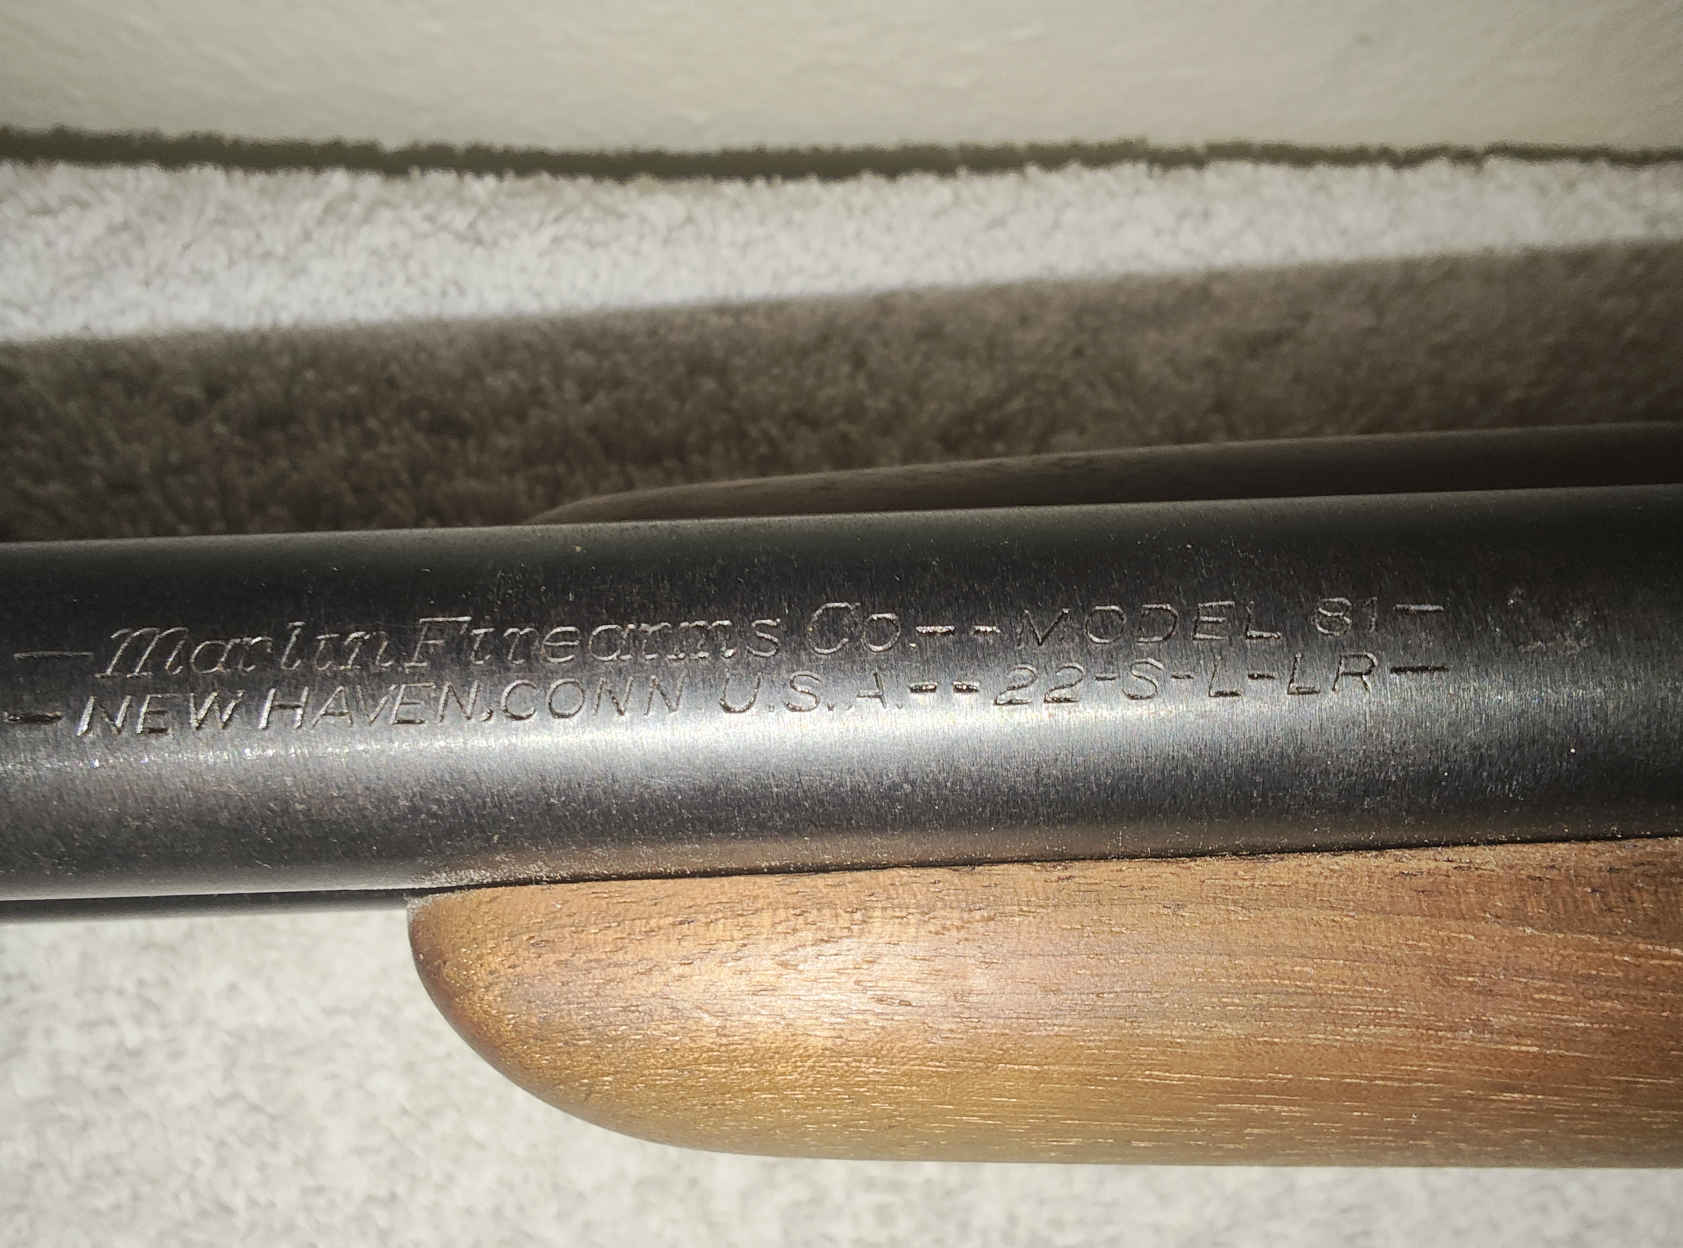 —Marlin Firearms Co.--MODEL 81—
—NEW HAVEN,CONN U.S.A.--22-S-L-LR—